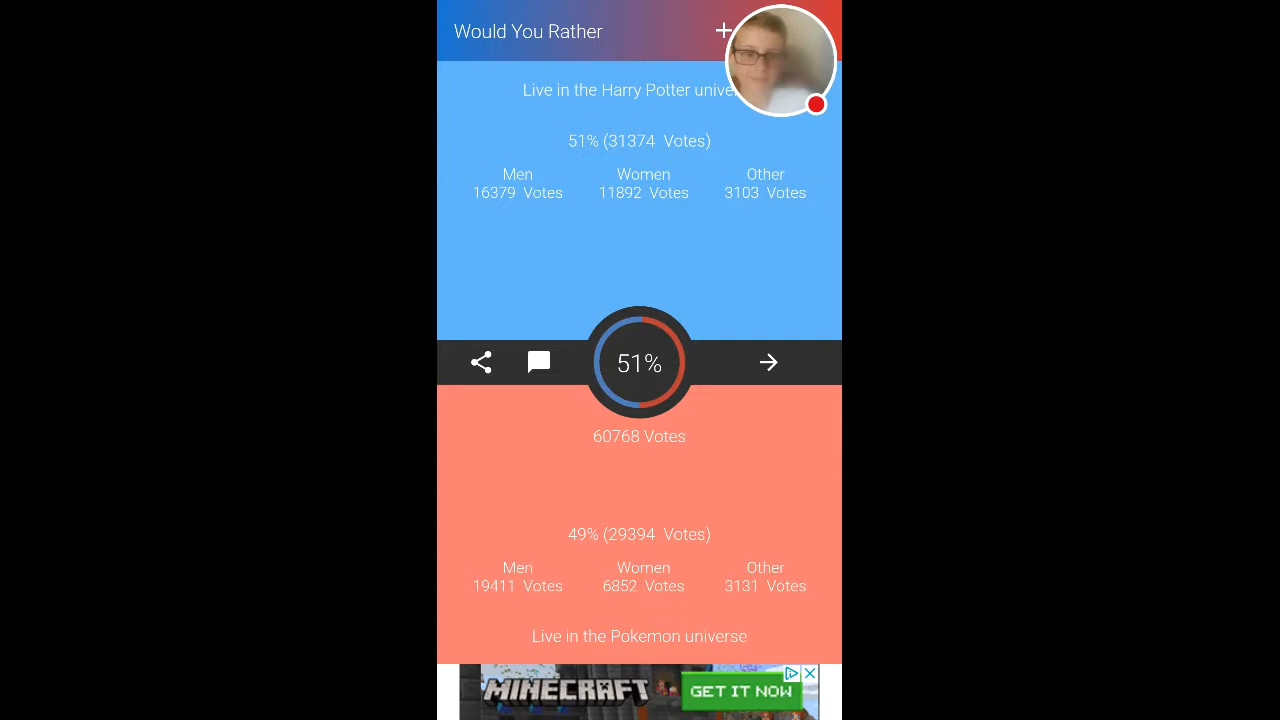 Would You Rather
Live in the Harry Potter
51% (31374 Votes)
Men Women Other
16379 Votes 11892 Votes 3103 Votes
51%
60768 Votes
49% (29394 Votes)
Men Women Other
19411 Votes 6852 Votes 3131 Votes
Live in the Pokemon universe
MINECRAFT GET IT NOW